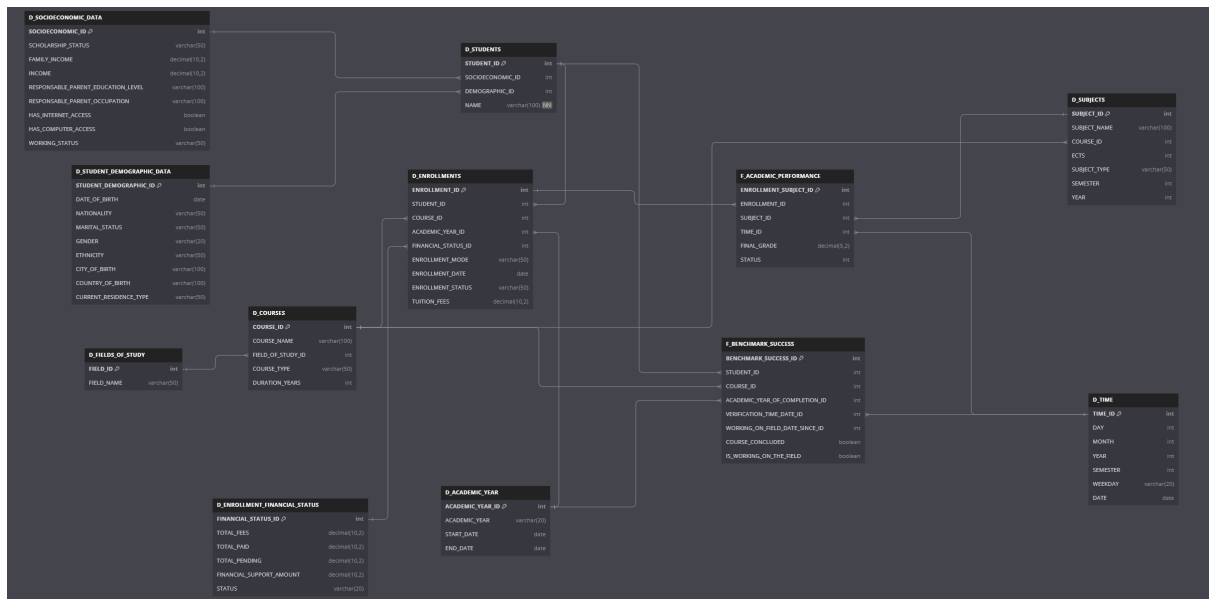 D_SOCIOECONOMIC_DATA
SOCIOECONOMIC_ID int
SCHOLARSHIP_STATUS varchar(50)
FAMILY_INCOME decimal(10,2)
INCOME decimal(10,2)
RESPONSABLE_PARENT_EDUCATION_LEVEL varchar(100)
RESPONSABLE_PARENT_OCCUPATION varchar(100)
HAS_INTERNET_ACCESS boolean
HAS_COMPUTER_ACCESS boolean
WORKING_STATUS varchar(50)
D_STUDENTS
STUDENT_ID int
SOCIOECONOMIC_ID int
DEMOGRAPHIC_ID int
NAME varchar(100) NN
D_SUBJECTS
SUBJECT_ID int
SUBJECT_NAME varchar(100)
COURSE_ID int
ECTS int
SUBJECT_TYPE varchar(50)
SEMESTER int
YEAR int
D_STUDENT_DEMOGRAPHIC_DATA
STUDENT_DEMOGRAPHIC_ID int
DATE_OF_BIRTH date
NATIONALITY varchar(50)
MARITAL_STATUS varchar(50)
GENDER varchar(20)
ETHNICITY varchar(50)
CITY_OF_BIRTH varchar(100)
COUNTRY_OF_BIRTH varchar(100)
CURRENT_RESIDENCE_TYPE varchar(50)
D_ENROLLMENTS
ENROLLMENT_ID int
STUDENT_ID int
COURSE_ID int
ACADEMIC_YEAR_ID int
FINANCIAL_STATUS_ID int
ENROLLMENT_MODE varchar(50)
ENROLLMENT_DATE date
ENROLLMENT_STATUS varchar(50)
TUITION_FEES decimal(10,2)
F_ACADEMIC_PERFORMANCE
ENROLLMENT_SUBJECT_ID int
ENROLLMENT_ID int
SUBJECT_ID int
TIME_ID int
FINAL_GRADE decimal(5,2)
STATUS int
D_COURSES
COURSE_ID int
COURSE_NAME varchar(100)
FIELD_OF_STUDY_ID int
COURSE_TYPE varchar(50)
DURATION_YEARS int
D_FIELDS_OF_STUDY
FIELD_ID int
FIELD_NAME varchar(50)
F_BENCHMARK_SUCCESS
BENCHMARK_SUCCESS_ID int
STUDENT_ID int
COURSE_ID int
ACADEMIC_YEAR_OF_COMPLETION_ID int
VERIFICATION_TIME_DATE_ID int
WORKING_ON_FIELD_DATE_SINCE_ID int
COURSE_CONCLUDED boolean
IS_WORKING_ON_THE_FIELD boolean
D_TIME
TIME_ID int
DAY int
MONTH int
YEAR int
SEMESTER int
WEEKDAY varchar(20)
DATE date
D_ENROLLMENT_FINANCIAL_STATUS
FINANCIAL_STATUS_ID int
TOTAL_FEES decimal(10,2)
TOTAL_PAID decimal(10,2)
TOTAL_PENDING decimal(10,2)
FINANCIAL_SUPPORT_AMOUNT decimal(10,2)
STATUS varchar(20)
D_ACADEMIC_YEAR
ACADEMIC_YEAR_ID int
ACADEMIC_YEAR varchar(20)
START_DATE date
END_DATE date